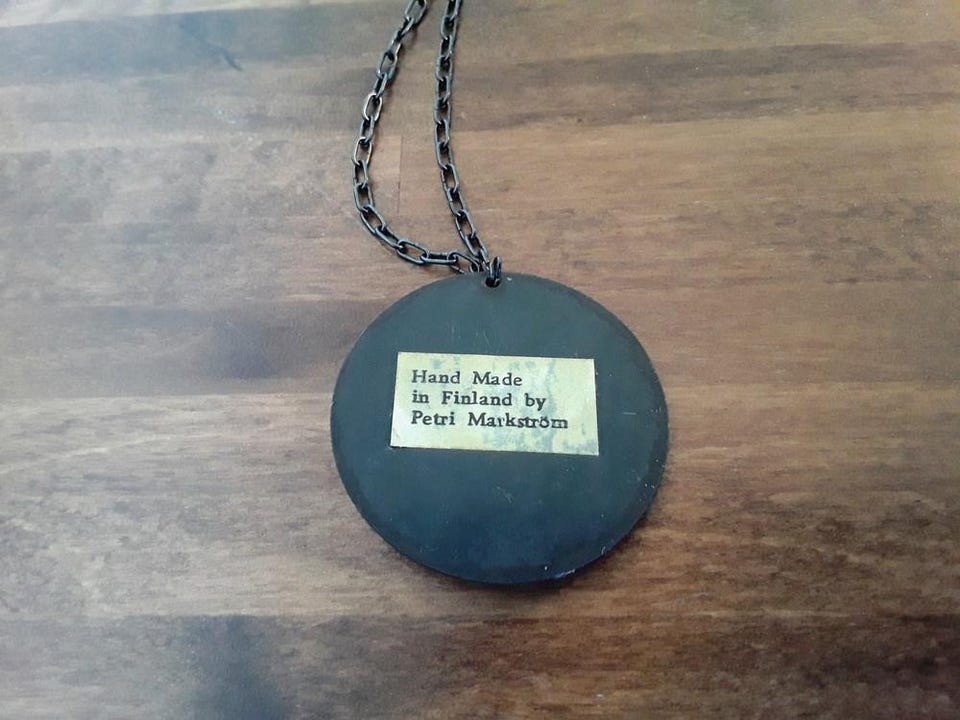 Hand Made
in Finland by
Petri Markström